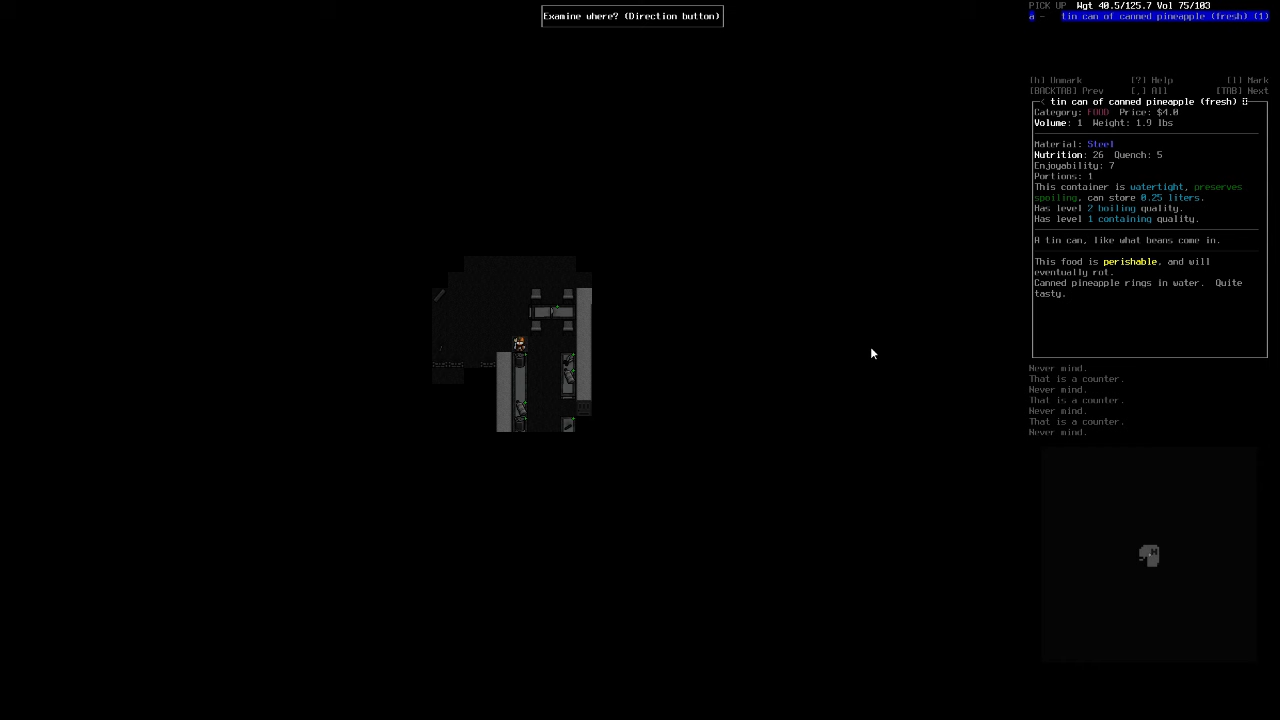 Examine where? (Direction button)
PICK UP Wgt 40.5/125.7 Vol 75/103
a - tin can of canned pineapple (fresh) (1)
[h] Unmark [?] Help [l] Mark
[BACKTAB] Prev [,] All [TAB] Next
< tin can of canned pineapple (fresh)
Category: FOOD Price: $4.0
Volume: 1 Weight: 1.9 lbs
Material: Steel
Nutrition: 26 Quench: 5
Enjoyability: 7
Portions: 1
This container is watertight, preserves
spoiling, can store 0.25 liters.
Has level 2 boiling quality.
Has level 1 containing quality.
A tin can, like what beans come in.
This food is perishable, and will
eventually rot.
Canned pineapple rings in water. Quite
tasty.
Never mind.
That is a counter.
Never mind.
That is a counter.
Never mind.
That is a counter.
Never mind.